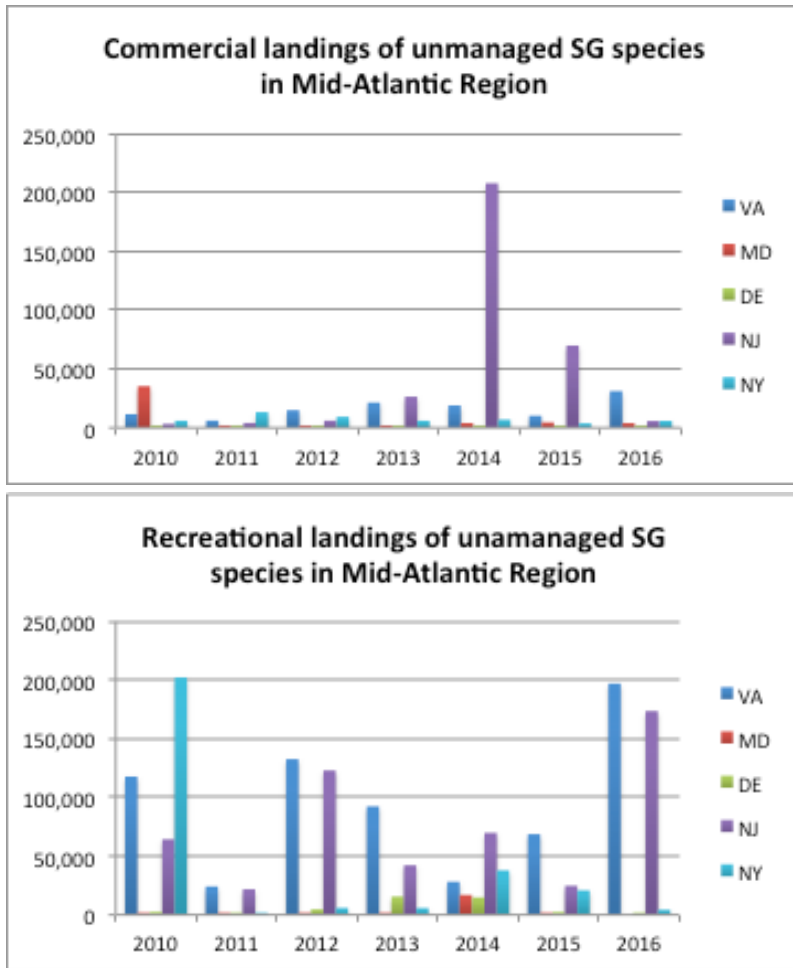 Commercial landings of unmanaged SG species
in Mid-Atlantic Region
250,000
200,000
150,000
100,000
50,000
0
2010 2011 2012 2013 2014 2015 2016
VA
MD
DE
NJ
NY
Recreational landings of unamanaged SG
species in Mid-Atlantic Region
250,000
200,000
150,000
100,000
50,000
0
2010 2011 2012 2013 2014 2015 2016
VA
MD
DE
NJ
NY